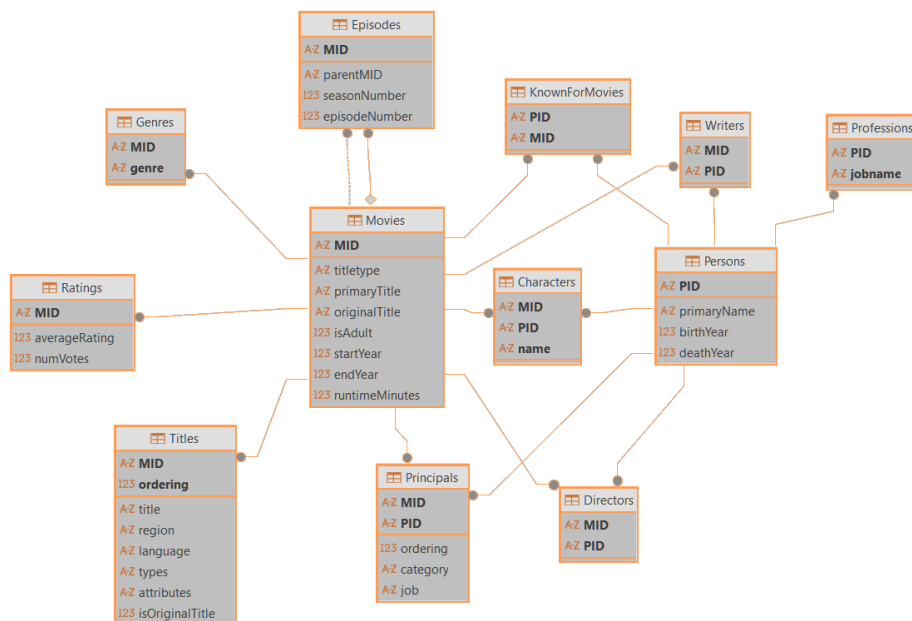 Episodes
A-Z MID
A-Z parentMID
123 seasonNumber
123 episodeNumber
KnownForMovies
A-Z PID
A-Z MID
Genres
A-Z MID
A-Z genre
Writers
A-Z MID
A-Z PID
Professions
A-Z PID
A-Z jobname
Movies
A-Z MID
A-Z titletype
A-Z primaryTitle
A-Z originalTitle
123 isAdult
123 startYear
123 endYear
123 runtimeMinutes
Persons
A-Z PID
A-Z primaryName
123 birthYear
123 deathYear
Ratings
A-Z MID
123 averageRating
123 numVotes
Characters
A-Z MID
A-Z PID
A-Z name
Titles
A-Z MID
123 ordering
A-Z title
A-Z region
A-Z language
A-Z types
A-Z attributes
123 isOriginalTitle
Principals
A-Z MID
A-Z PID
123 ordering
A-Z category
A-Z job
Directors
A-Z MID
A-Z PID